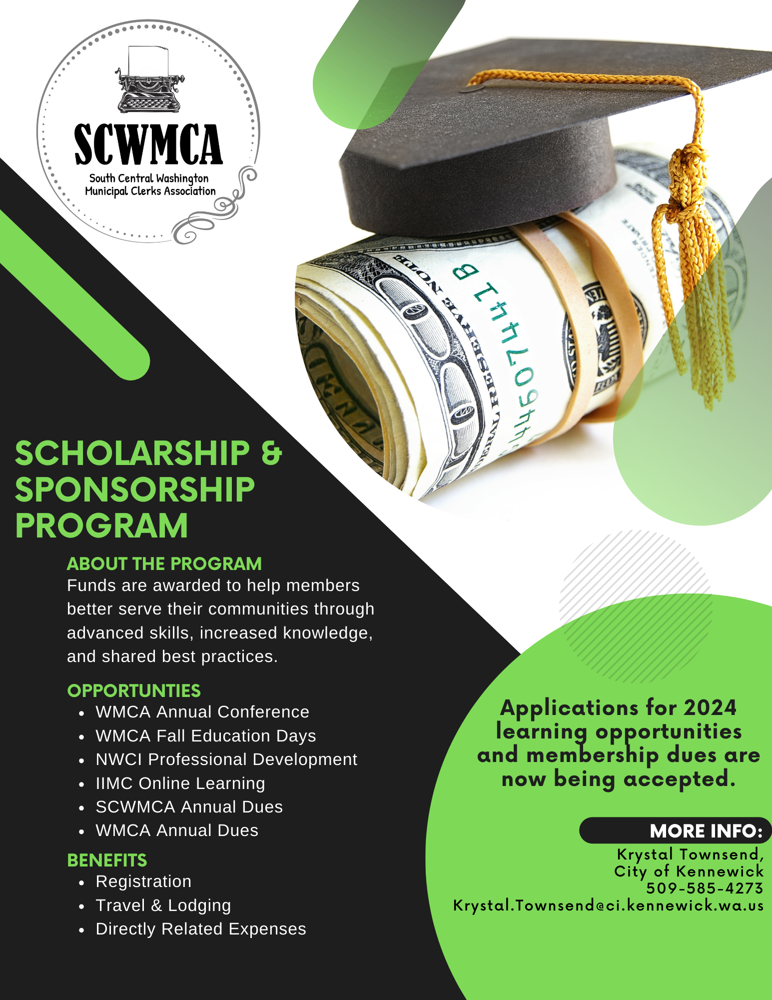 SCWMCA
South Central Washington
Municipal Clerks Association
FEDERAL RESERVE NOTE
SCHOLARSHIP &
SPONSORSHIP
PROGRAM
ABOUT THE PROGRAM
Funds are awarded to help members
better serve their communities through
advanced skills, increased knowledge,
and shared best practices.
OPPORTUNTIES
• WMCA Annual Conference
• WMCA Fall Education Days
• NWCI Professional Development
• IIMC Online Learning
• SCWMCA Annual Dues
• WMCA Annual Dues
BENEFITS
• Registration
• Travel & Lodging
• Directly Related Expenses
Applications for 2024
learning opportunities
and membership dues are
now being accepted.
MORE INFO:
Krystal Townsend,
City of Kennewick
509-585-4273
Krystal.Townsend@ci.kennewick.wa.us